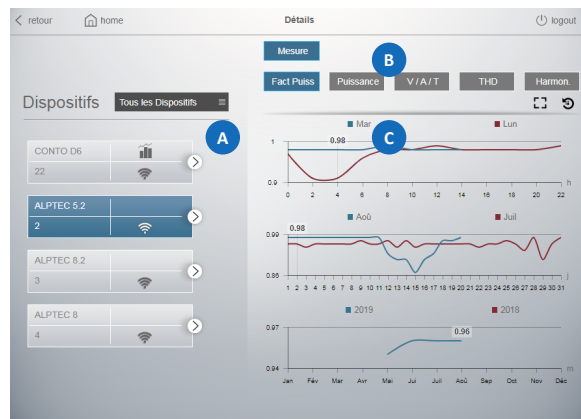 retour
home
Détails
logout
Mesure
B
Fact Puiss
Puissance
V / A / T
THD
Harmon.
Dispositifs
Tous les Dispositifs
A
CONTO D6
22
ALPTEC 5.2
2
ALPTEC 8.2
3
ALPTEC 8
4
Mar
C
Lun
0.98
1
0.9
0 2 4 6 8 10 12 14 16 18 20 22 h
Aoû
Juil
0.98
0.99
0.86
1 2 3 4 5 6 7 8 9 10 11 12 13 14 15 16 17 18 19 20 21 22 23 24 25 26 27 28 29 30 31 j
2019
2018
0.97
0.96
0.94
Jan Fév Mar Avr Mai Jui Juil Aoû Sep Oct Nov Déc m